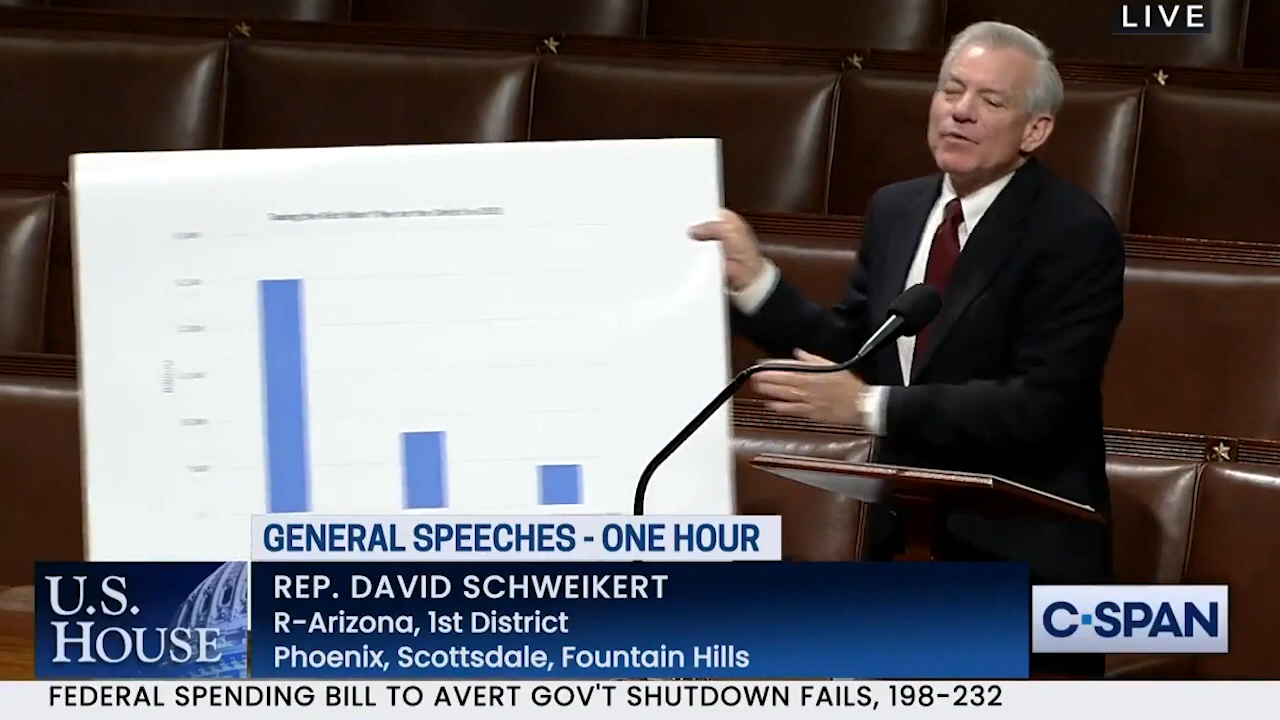 LIVE
GENERAL SPEECHES - ONE HOUR
U.S.
HOUSE
REP. DAVID SCHWEIKERT
R-Arizona, 1st District
Phoenix, Scottsdale, Fountain Hills
C-SPAN
FEDERAL SPENDING BILL TO AVERT GOV'T SHUTDOWN FAILS, 198-232